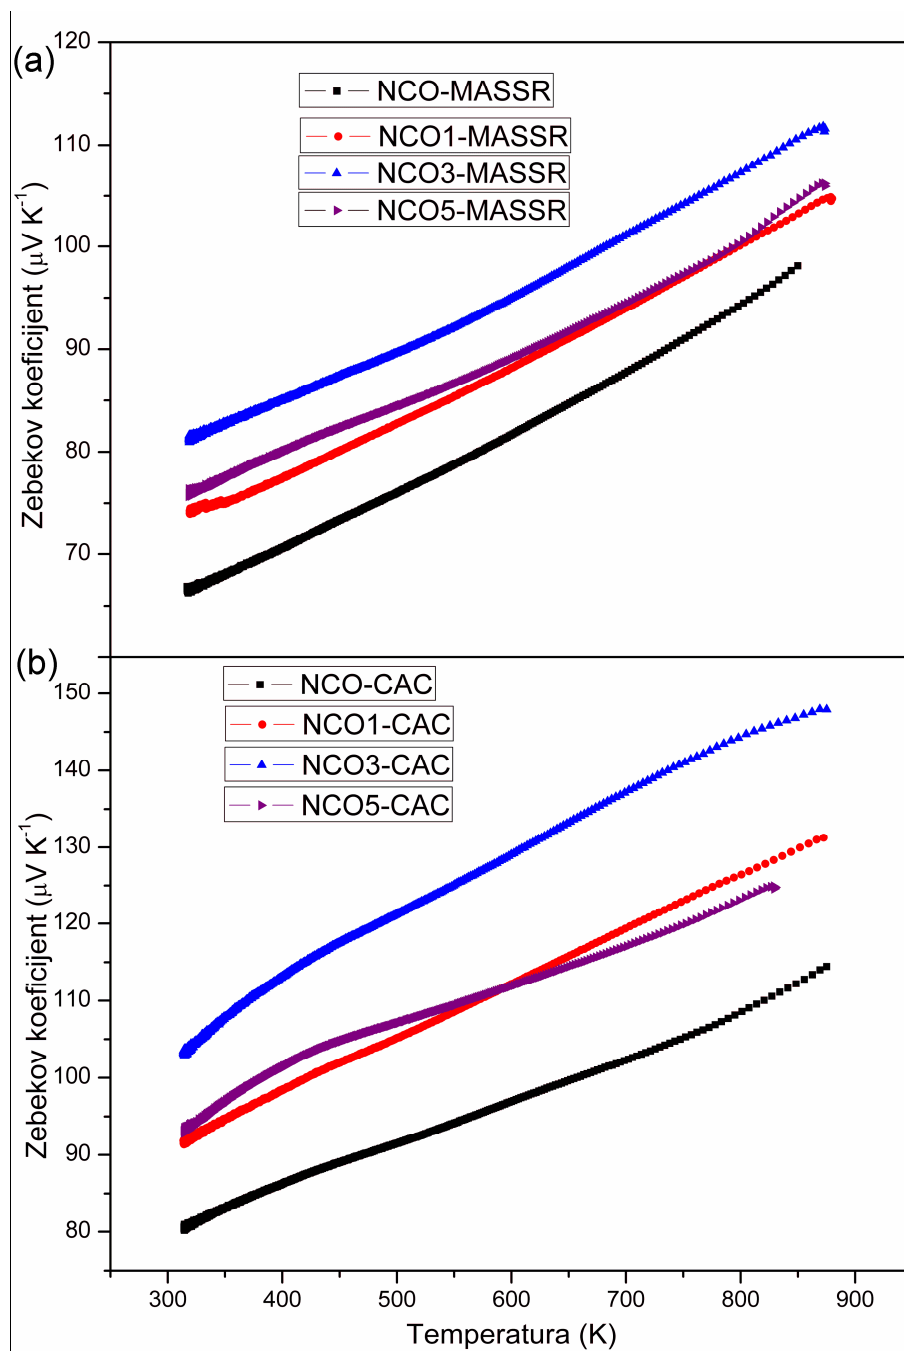 (a)
120
110
100
90
80
70
Zebekov koeficijent (μV K⁻¹)
NCO-MASSR
NCO1-MASSR
NCO3-MASSR
NCO5-MASSR
(b)
150
140
130
120
110
100
90
80
Zebekov koeficijent (μV K⁻¹)
NCO-CAC
NCO1-CAC
NCO3-CAC
NCO5-CAC
300 400 500 600 700 800 900
Temperatura (K)